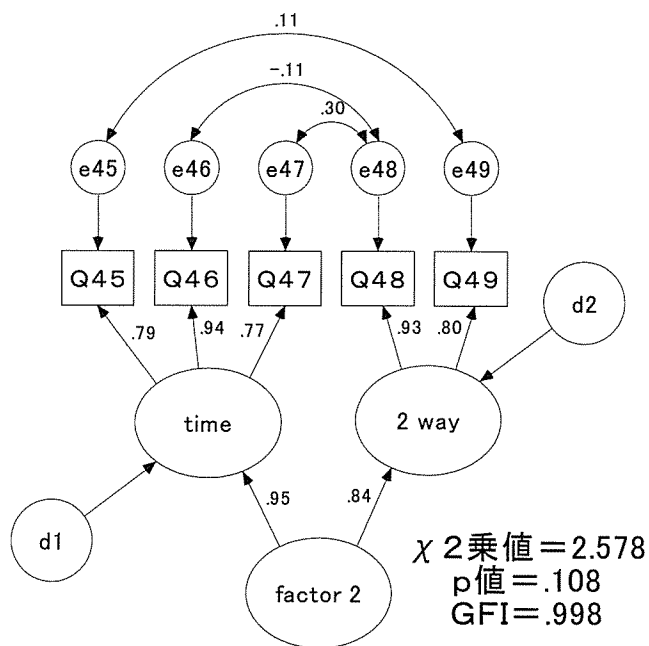 .11
-.11
.30
e45 e46 e47 e48 e49
Q45 Q46 Q47 Q48 Q49
d2
.79 .94 .77 .93 .80
time 2 way
.95 .84
d1
factor 2
χ2乗値=2.578
p値=.108
GFI=.998